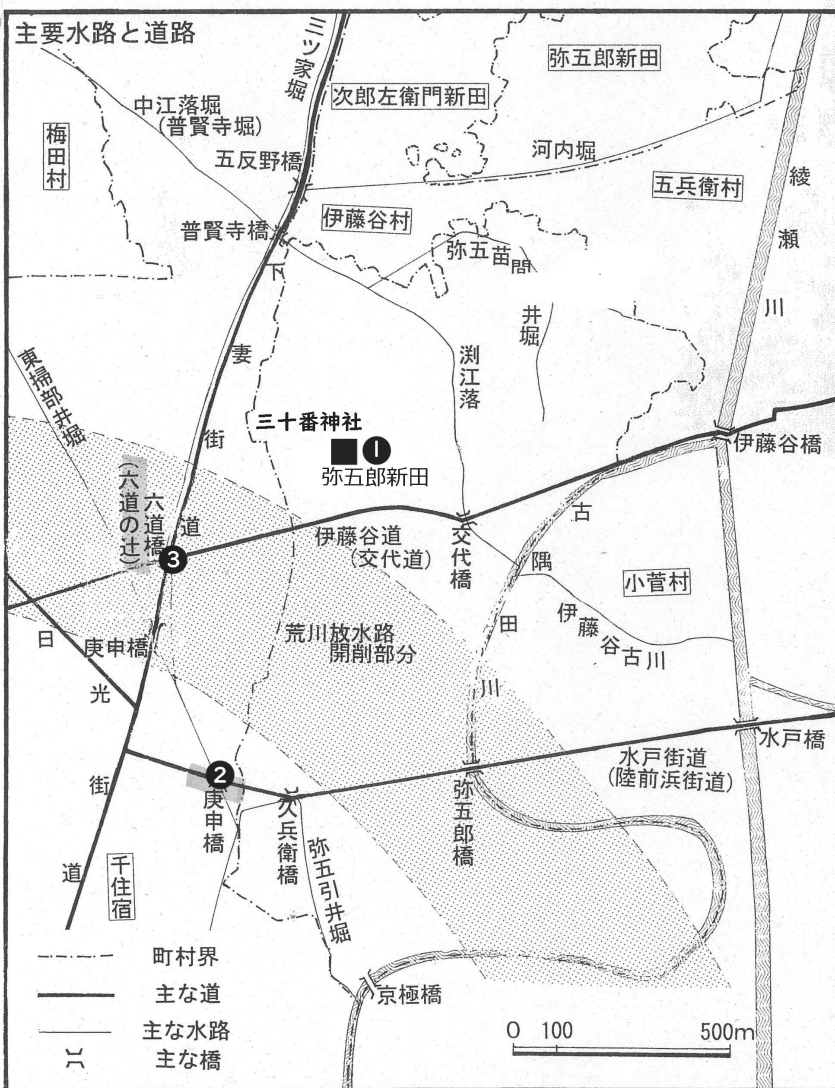 主要水路と道路
三ツ家堀
中江落堀
(普賢寺堀)
梅田村
次郎左衛門新田
弥五郎新田
五反野橋
河内堀
五兵衛村
綾瀬川
普賢寺橋
伊藤谷村
弥五苗間
井堀
渕江落
下妻街道
東掃部井堀
三十番神社
1
弥五郎新田
伊藤谷橋
六道橋
(六道の辻)
3
伊藤谷道
(交代道)
交代橋
古隅田川
小菅村
伊藤谷古川
庚申橋
荒川放水路
開削部分
日光街道
水戸橋
水戸街道
(陸前浜街道)
2
庚申橋
久兵衛橋
弥五郎橋
弥五引井堀
千住宿
京極橋
町村界
主な道
主な水路
主な橋
0 100 500m